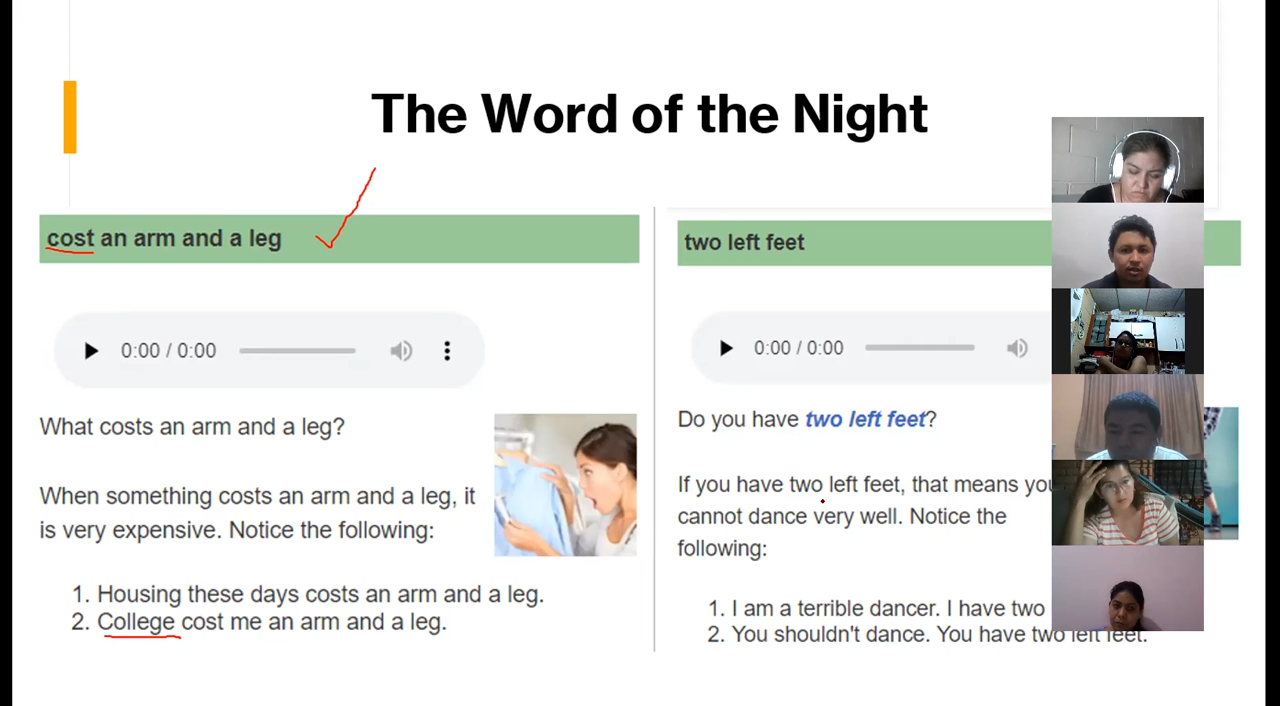 The Word of the Night
cost an arm and a leg
0:00 / 0:00
What costs an arm and a leg?
When something costs an arm and a leg, it
is very expensive. Notice the following:
1. Housing these days costs an arm and a leg.
2. College cost me an arm and a leg.
two left feet
0:00 / 0:00
Do you have two left feet?
If you have two left feet, that means you
cannot dance very well. Notice the
following:
1. I am a terrible dancer. I have two
2. You shouldn't dance. You have two left feet.